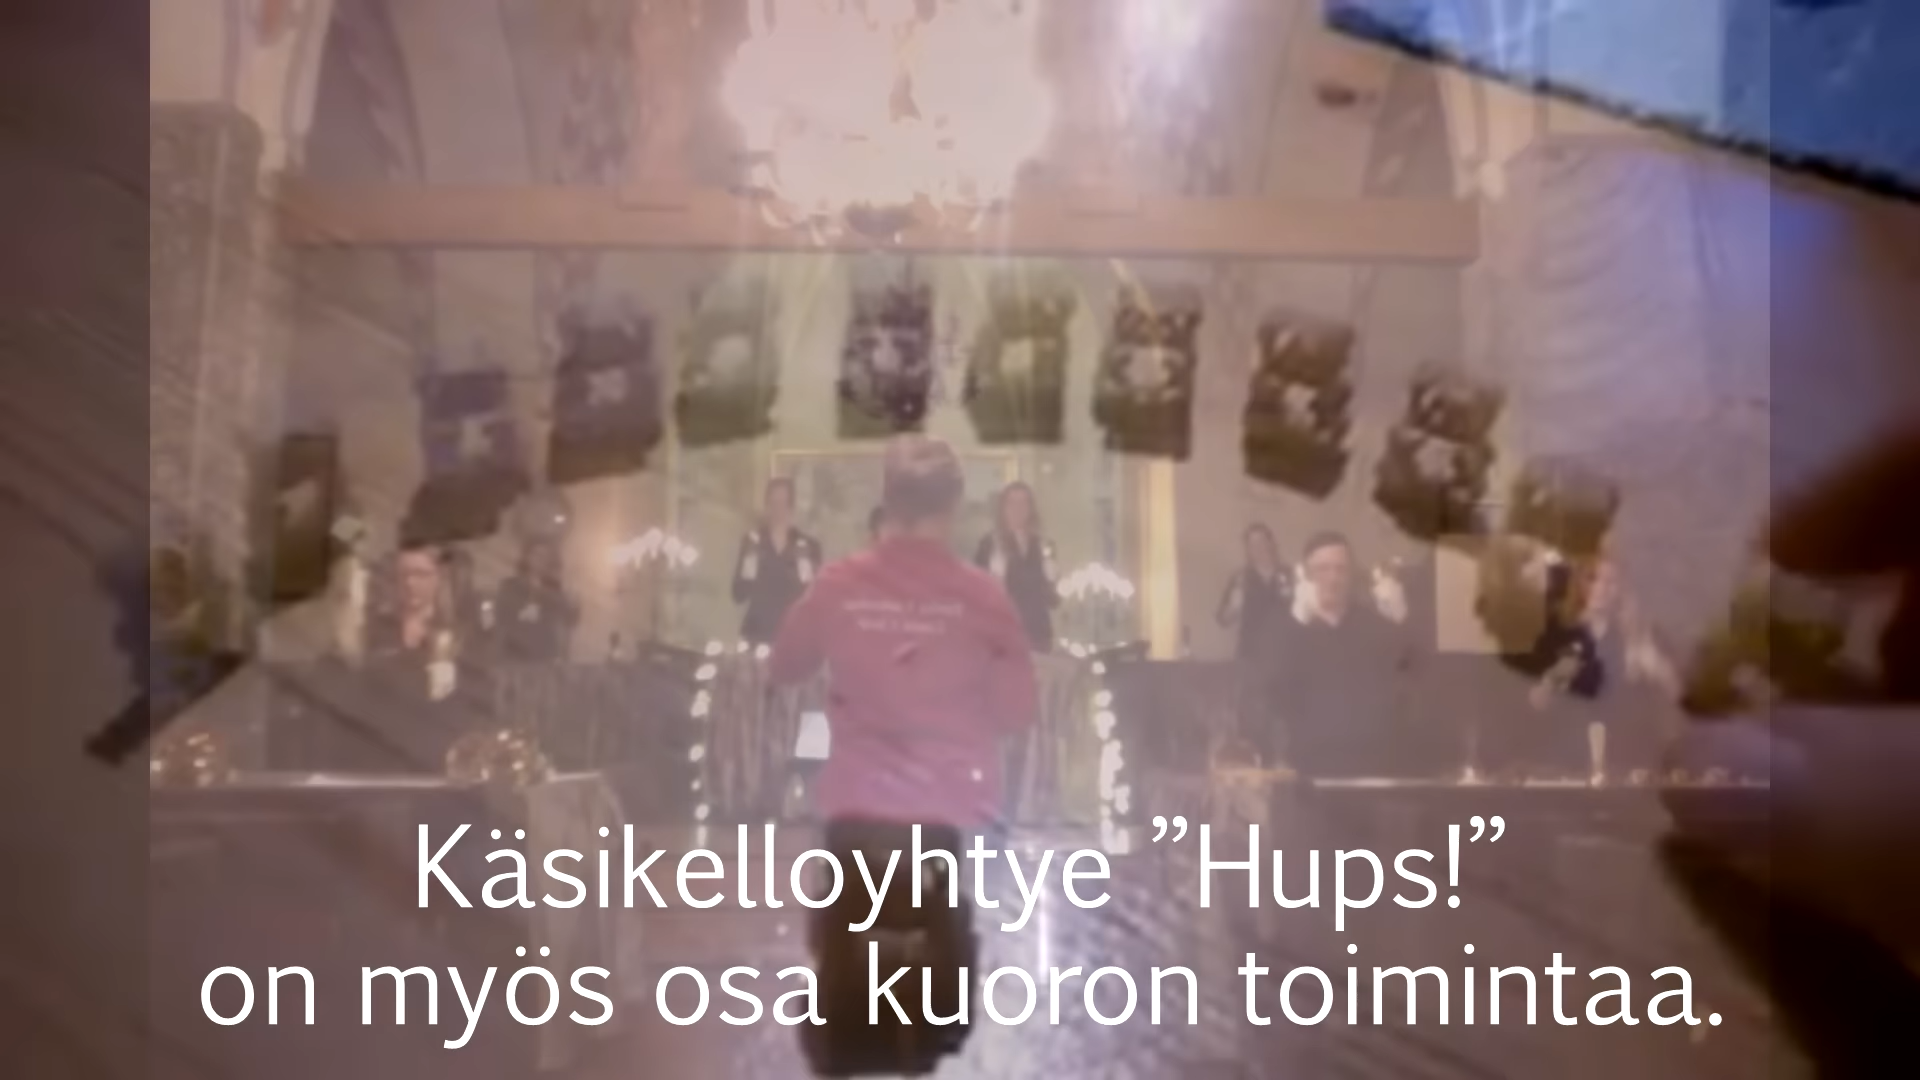 Käsikelloyhtye ”Hups!”
on myös osa kuoron toimintaa.